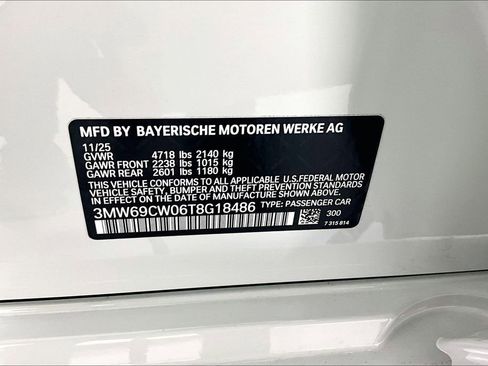 MFD BY BAYERISCHE MOTOREN WERKE AG
11/25
GVWR 4718 lbs 2140 kg
GAWR FRONT 2238 lbs 1015 kg
GAWR REAR 2601 lbs 1180 kg
THIS VEHICLE CONFORMS TO ALL APPLICABLE U.S.FEDERAL MOTOR
VEHICLE SAFETY, BUMPER, AND THEFT PREVENTION STANDARDS
IN EFFECT ON THE DATE OF MANUFACTURE SHOWN ABOVE.
3MW69CW06T8G18486 TYPE: PASSENGER CAR
300
7 315 814